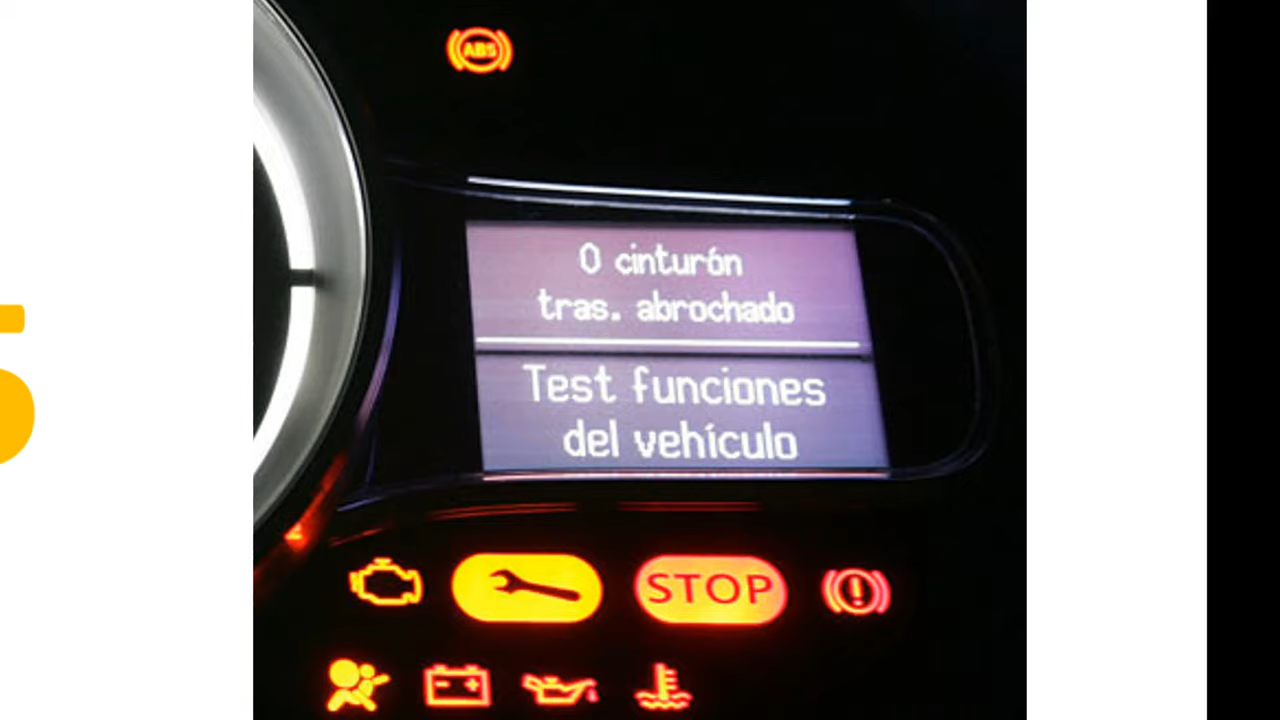 ABS
0 cinturón
tras. abrochado
Test funciones
del vehículo
STOP